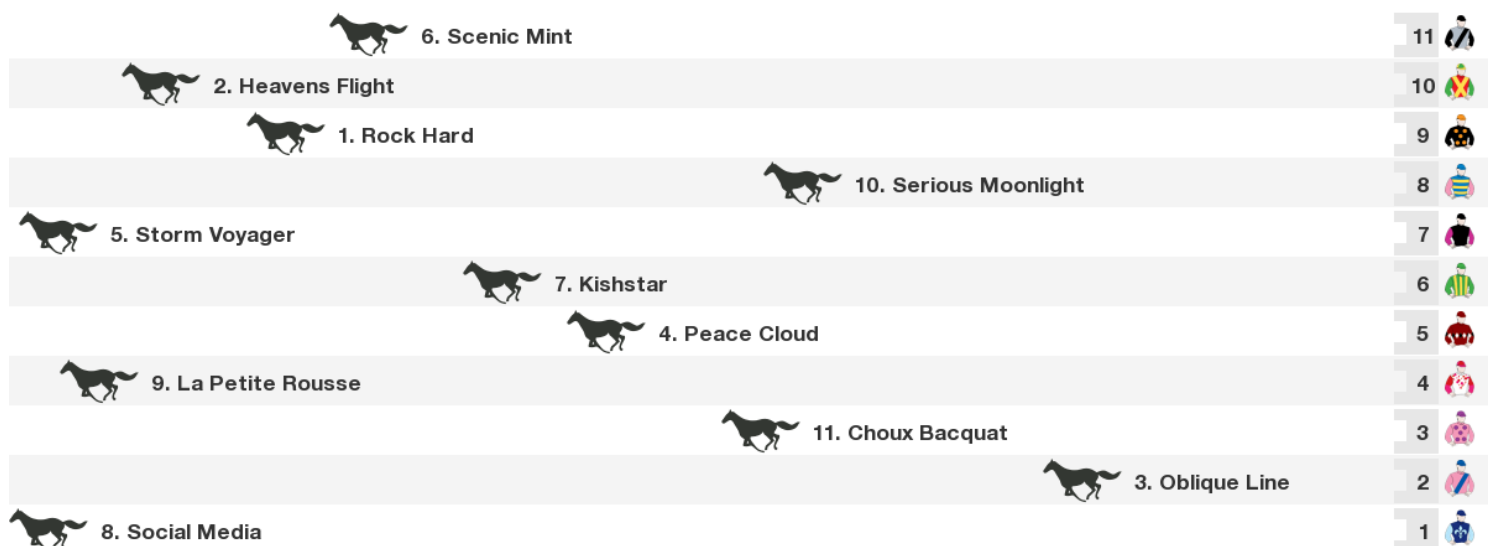 6. Scenic Mint 11
2. Heavens Flight 10
1. Rock Hard 9
10. Serious Moonlight 8
5. Storm Voyager 7
7. Kishstar 6
4. Peace Cloud 5
9. La Petite Rousse 4
11. Choux Bacquat 3
3. Oblique Line 2
8. Social Media 1